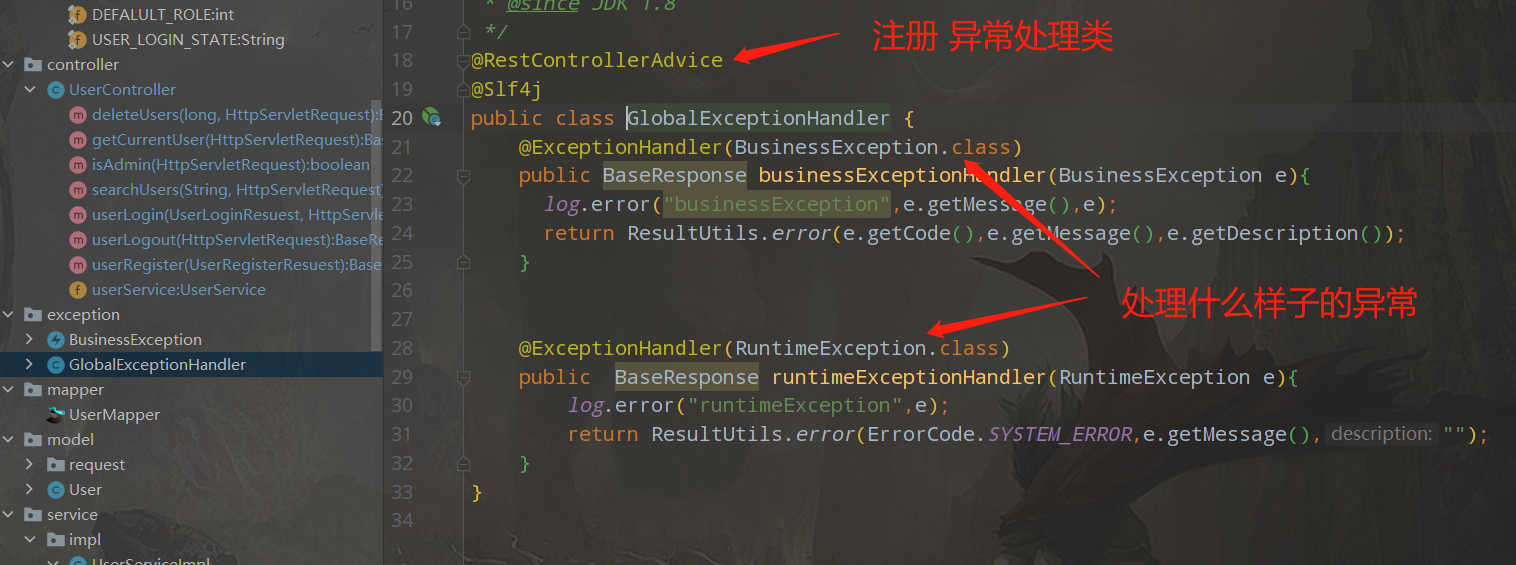 DEFALULT_ROLE:int
USER_LOGIN_STATE:String
controller
UserController
deleteUsers(long, HttpServletRequest):B
getCurrentUser(HttpServletRequest):Bas
isAdmin(HttpServletRequest):boolean
searchUsers(String, HttpServletRequest)
userLogin(UserLoginResuest, HttpServle
userLogout(HttpServletRequest):BaseRe
userRegister(UserRegisterResuest):Base
userService:UserService
exception
BusinessException
GlobalExceptionHandler
mapper
UserMapper
model
request
User
service
impl
UserServiceImpl
16 * @since JDK 1.8
17 */
18 @RestControllerAdvice
注册 异常处理类
19 @Slf4j
20 public class GlobalExceptionHandler {
21 @ExceptionHandler(BusinessException.class)
22 public BaseResponse businessExceptionHandler(BusinessException e){
23 log.error("businessException",e.getMessage(),e);
24 return ResultUtils.error(e.getCode(),e.getMessage(),e.getDescription());
25 }
26
处理什么样子的异常
27
28 @ExceptionHandler(RuntimeException.class)
29 public BaseResponse runtimeExceptionHandler(RuntimeException e){
30 log.error("runtimeException",e);
31 return ResultUtils.error(ErrorCode.SYSTEM_ERROR,e.getMessage(), description: "");
32 }
33 }
34